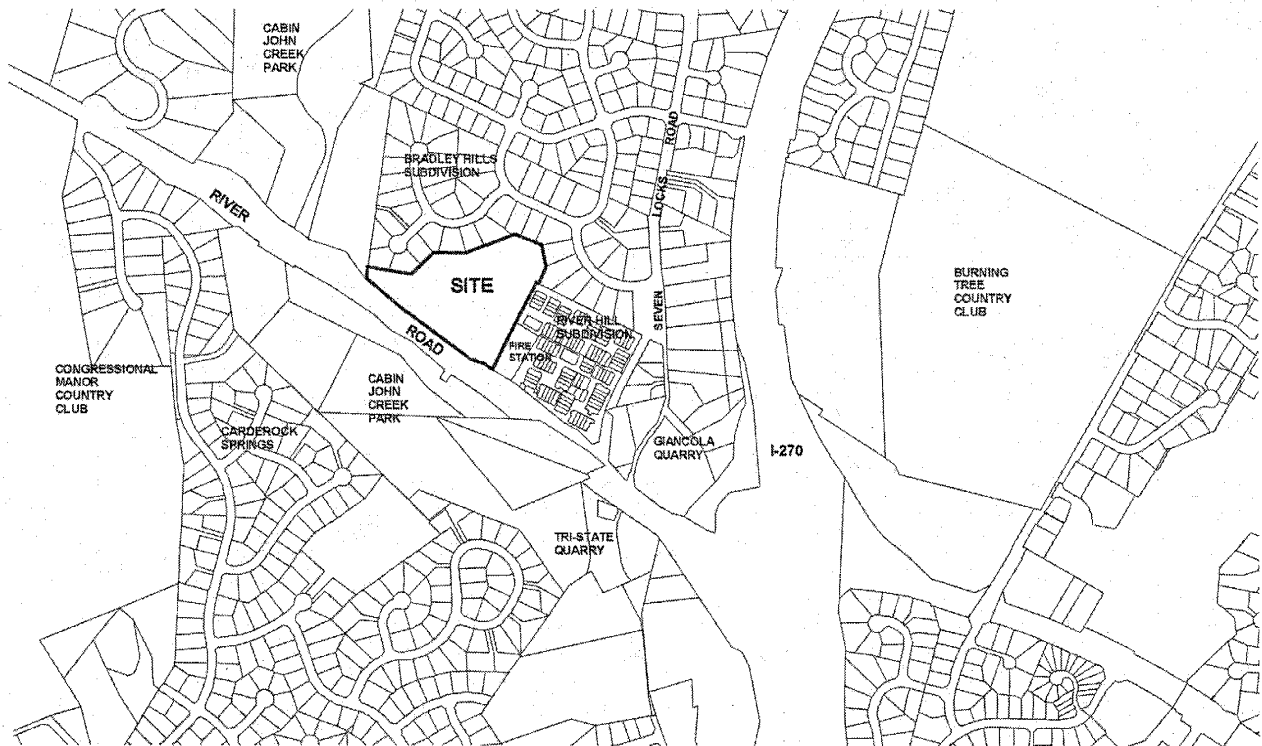 CABIN
JOHN
CREEK
PARK
BRADLEY HILLS
SUBDIVISION
ROAD
LOCKS
SEVEN
RIVER
ROAD
SITE
RIVER HILL
SUBDIVISION
FIRE
STATION
BURNING
TREE
COUNTRY
CLUB
CONGRESSIONAL
MANOR
COUNTRY
CLUB
CABIN
JOHN
CREEK
PARK
CARDEROCK
SPRINGS
GIANCOLA
QUARRY
I-270
TRI-STATE
QUARRY